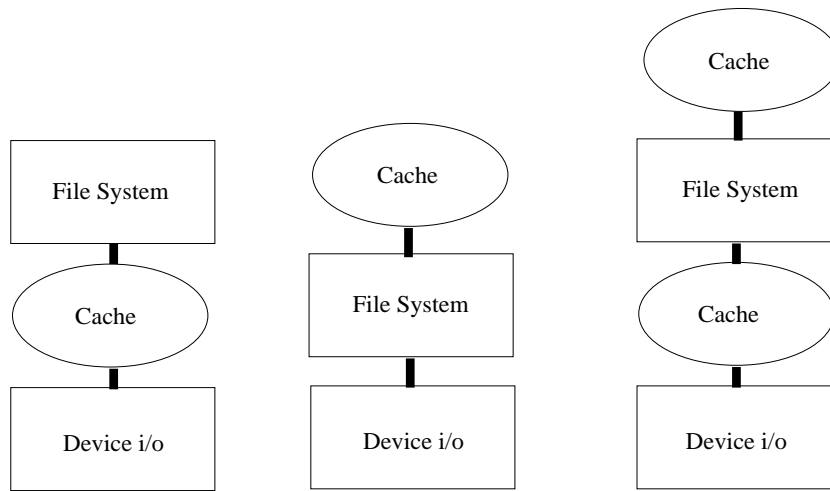 File System
Cache
Device i/o
Cache
File System
Device i/o
Cache
File System
Cache
Device i/o